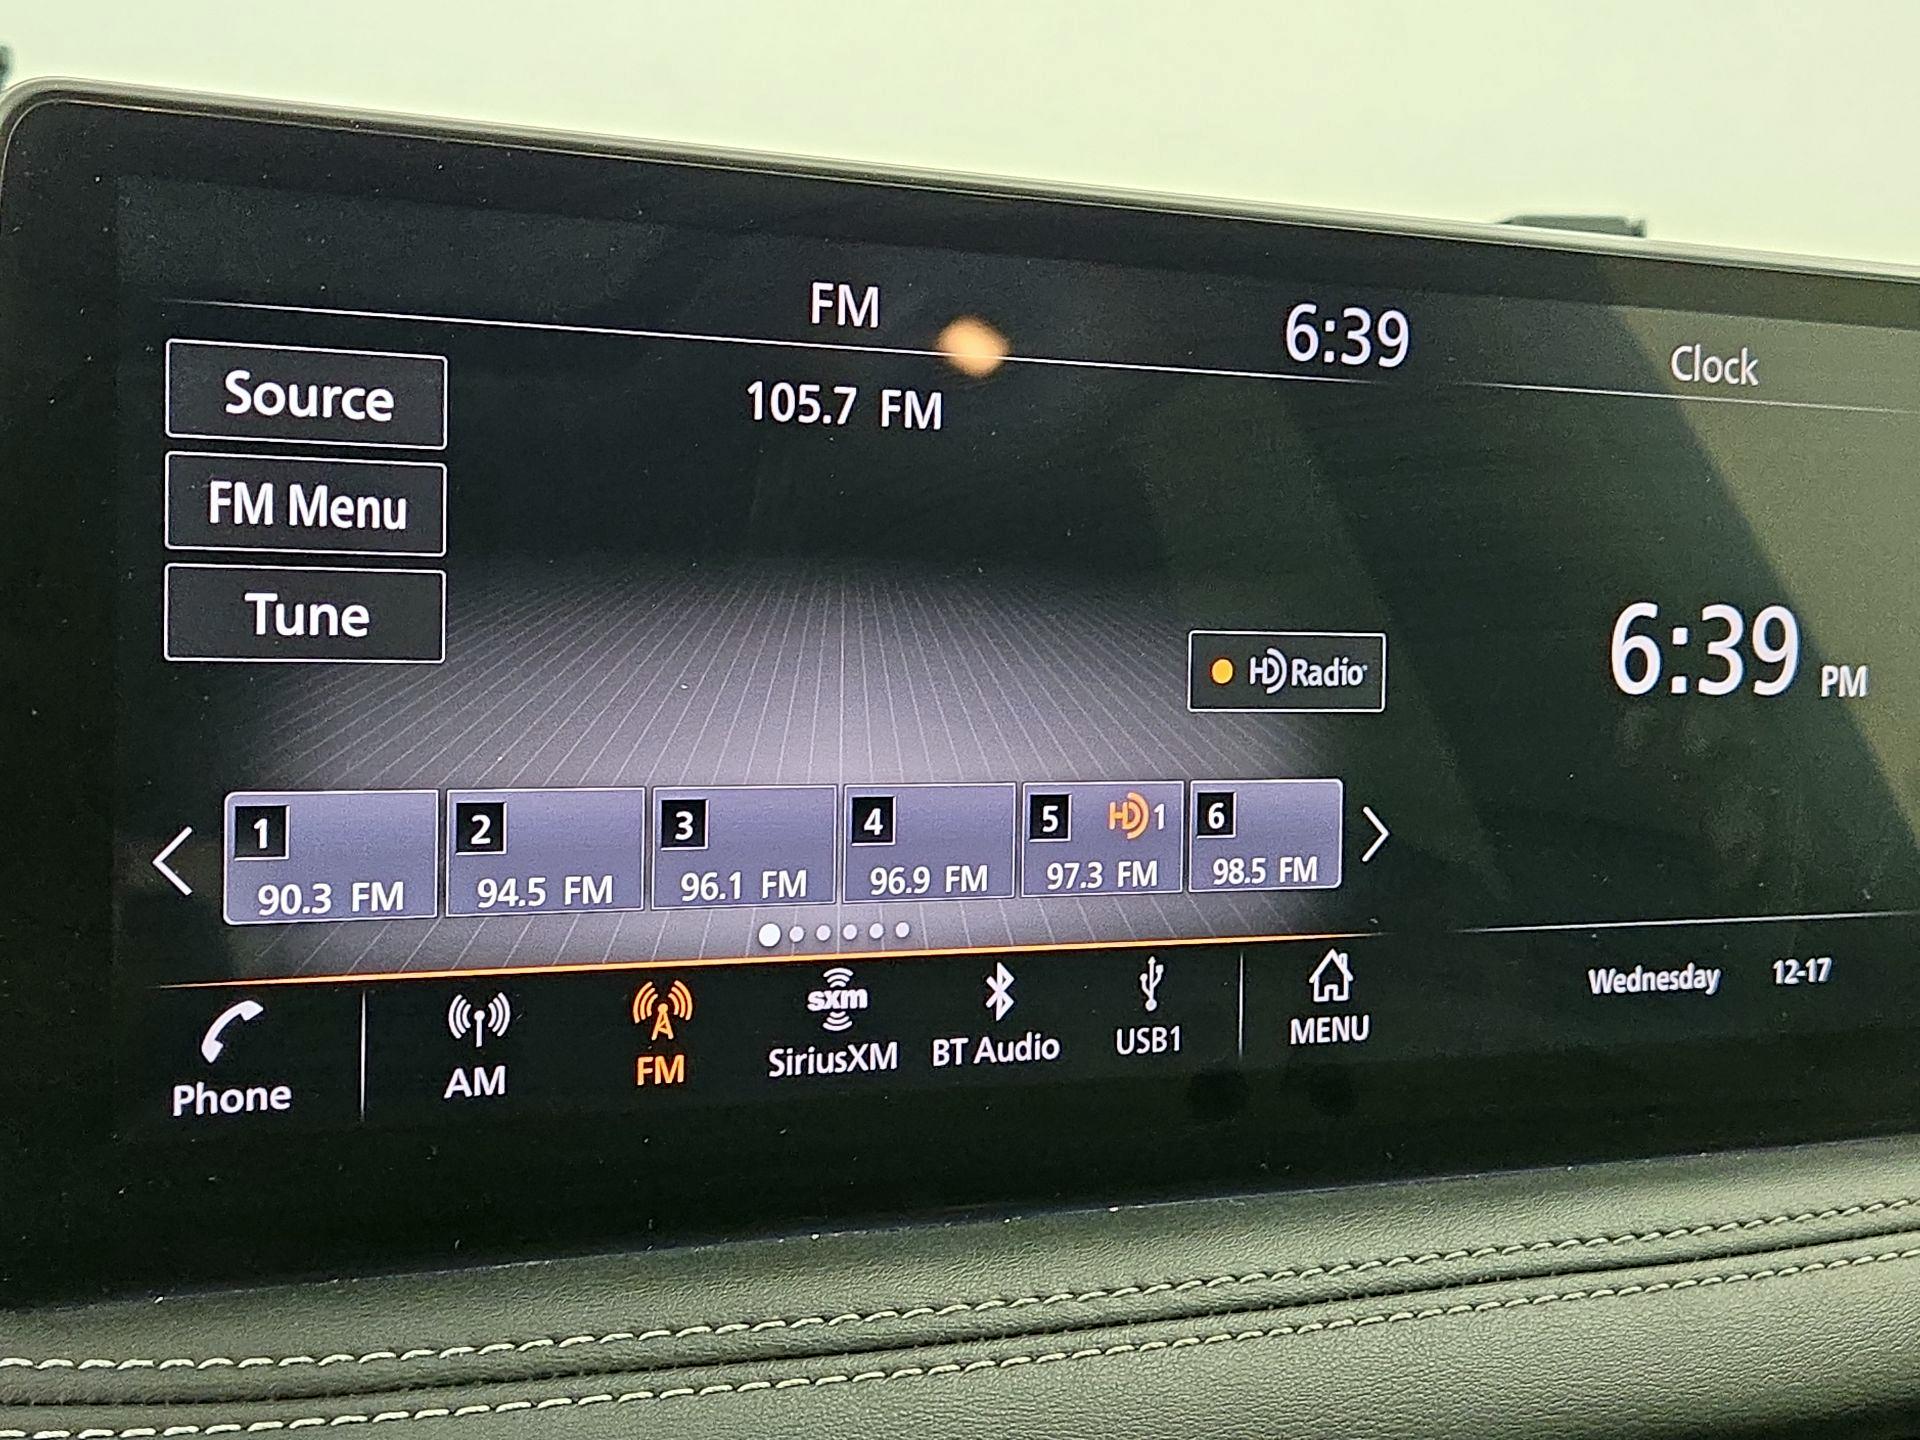 FM
6:39
Clock
Source
105.7 FM
FM Menu
Tune
HD Radio
6:39 PM
1
90.3 FM
2
94.5 FM
3
96.1 FM
4
96.9 FM
5 HD 1
97.3 FM
6
98.5 FM
Wednesday 12-17
Phone
AM
FM
sxm
SiriusXM
BT Audio
USB1
MENU